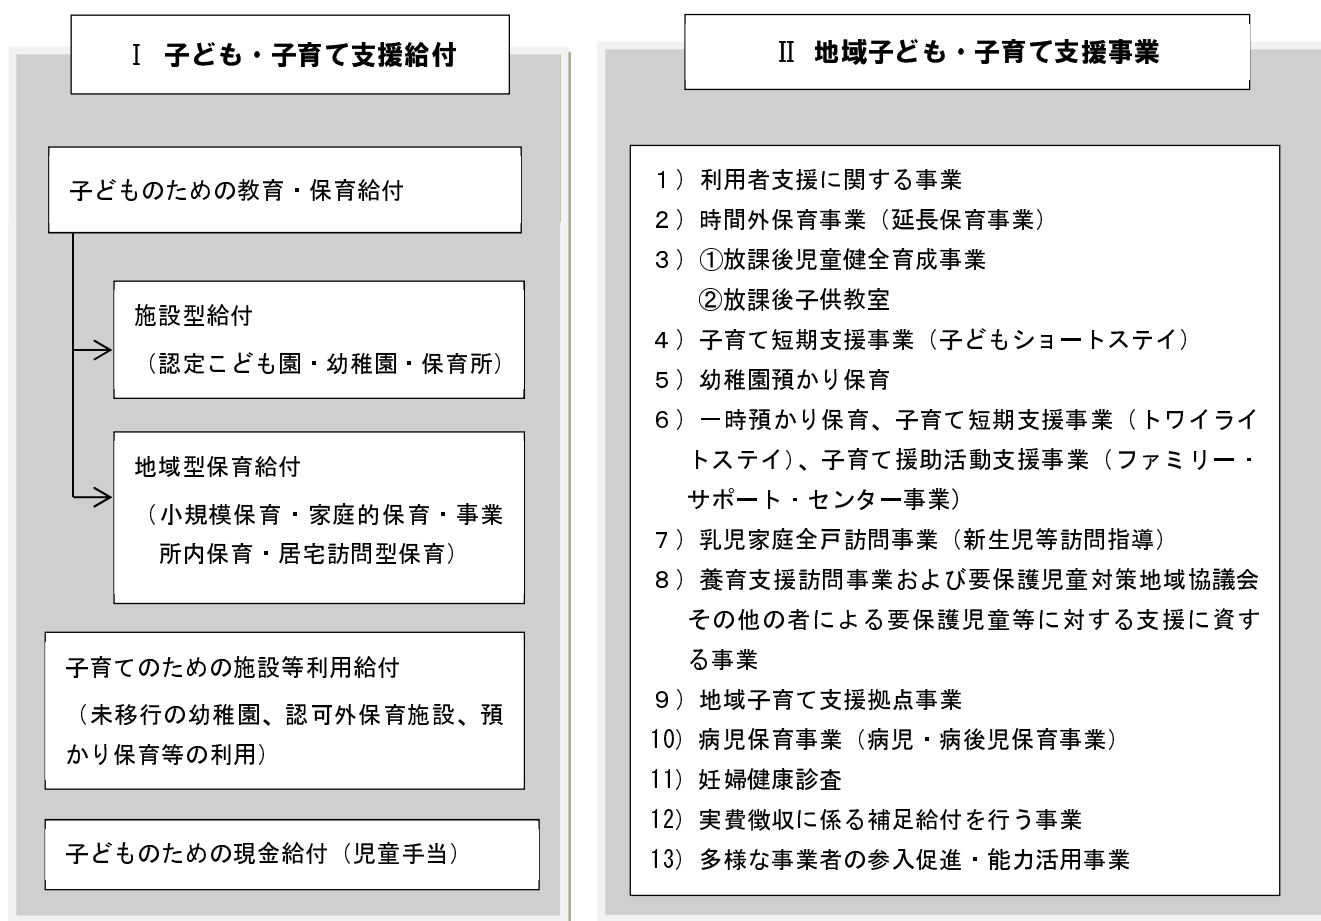 Ⅰ 子ども・子育て支援給付
子どものための教育・保育給付
施設型給付
（認定こども園・幼稚園・保育所）
地域型保育給付
（小規模保育・家庭的保育・事業
所内保育・居宅訪問型保育）
子育てのための施設等利用給付
（未移行の幼稚園、認可外保育施設、預
かり保育等の利用）
子どものための現金給付（児童手当）
Ⅱ 地域子ども・子育て支援事業
１）利用者支援に関する事業
２）時間外保育事業（延長保育事業）
３）①放課後児童健全育成事業
②放課後子供教室
４）子育て短期支援事業（子どもショートステイ）
５）幼稚園預かり保育
６）一時預かり保育、子育て短期支援事業（トワイライ
トステイ）、子育て援助活動支援事業（ファミリー・
サポート・センター事業）
７）乳児家庭全戸訪問事業（新生児等訪問指導）
８）養育支援訪問事業および要保護児童対策地域協議会
その他の者による要保護児童等に対する支援に資す
る事業
９）地域子育て支援拠点事業
10）病児保育事業（病児・病後児保育事業）
11）妊婦健康診査
12）実費徴収に係る補足給付を行う事業
13）多様な事業者の参入促進・能力活用事業